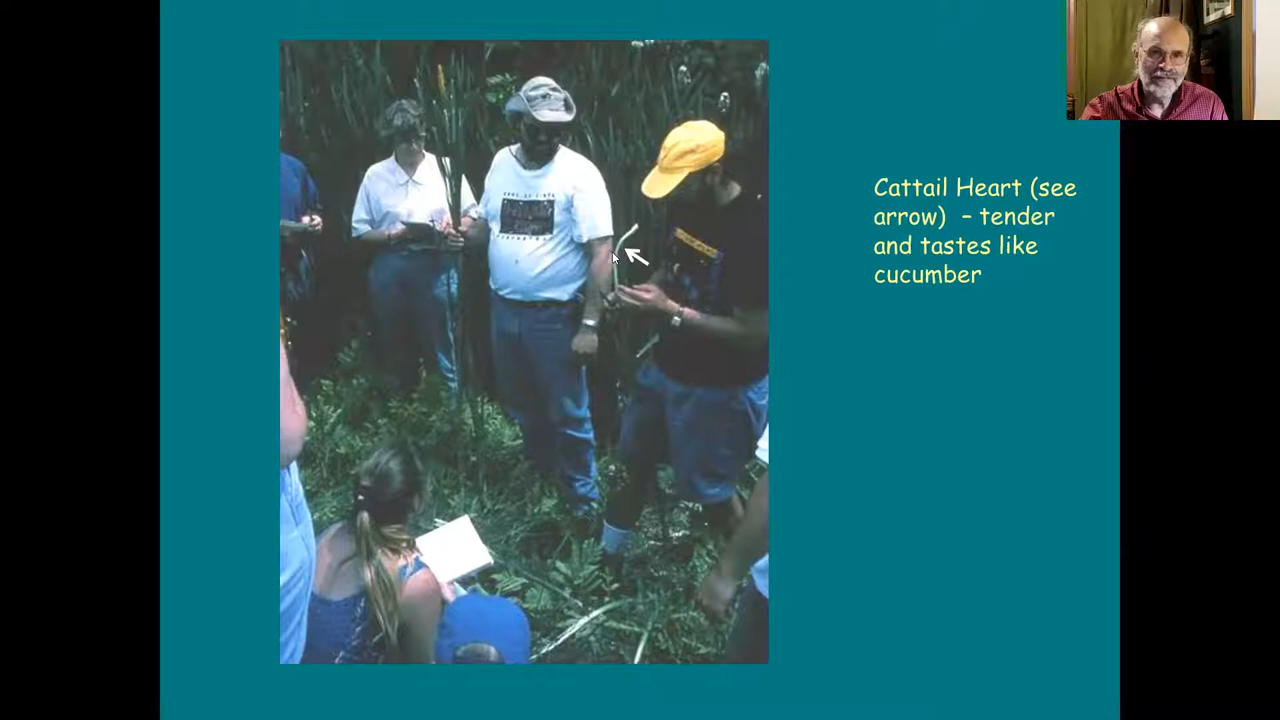 Cattail Heart (see
arrow) – tender
and tastes like
cucumber